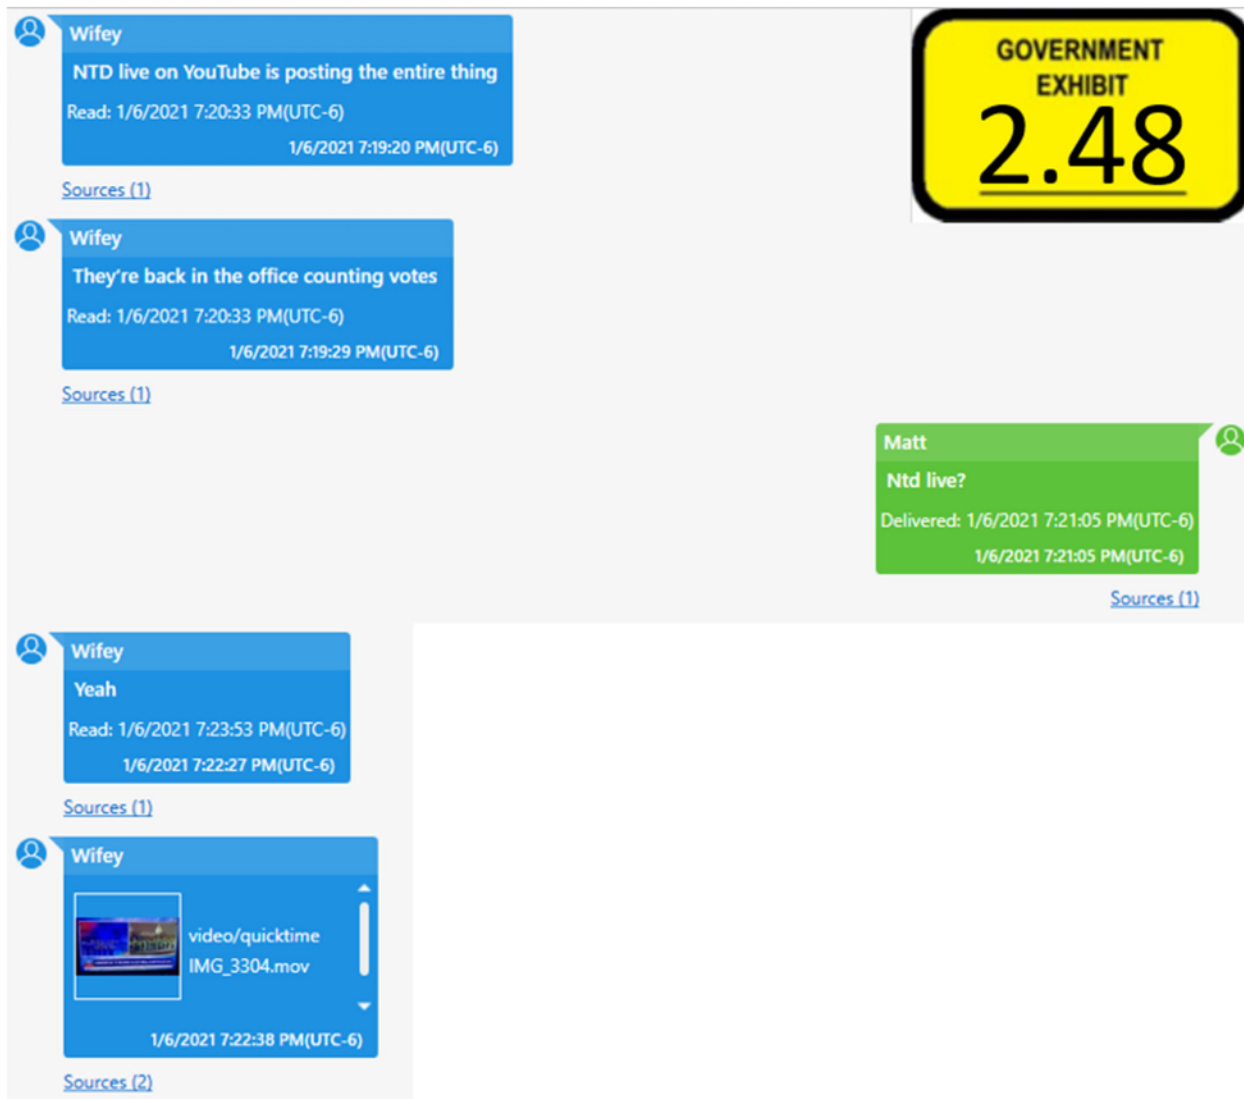 Wifey
NTD live on YouTube is posting the entire thing
Read: 1/6/2021 7:20:33 PM(UTC-6)
1/6/2021 7:19:20 PM(UTC-6)
Sources (1)
GOVERNMENT
EXHIBIT
2.48
Wifey
They're back in the office counting votes
Read: 1/6/2021 7:20:33 PM(UTC-6)
1/6/2021 7:19:29 PM(UTC-6)
Sources (1)
Matt
Ntd live?
Delivered: 1/6/2021 7:21:05 PM(UTC-6)
1/6/2021 7:21:05 PM(UTC-6)
Sources (1)
Wifey
Yeah
Read: 1/6/2021 7:23:53 PM(UTC-6)
1/6/2021 7:22:27 PM(UTC-6)
Sources (1)
Wifey
video/quicktime
IMG_3304.mov
1/6/2021 7:22:38 PM(UTC-6)
Sources (2)